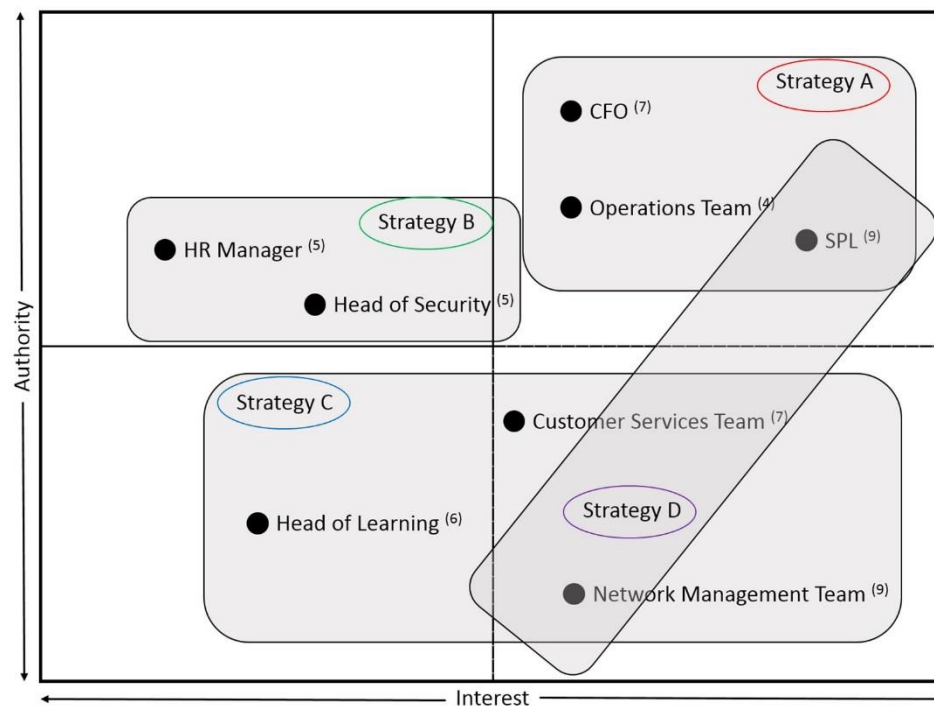 Strategy A
CFO (7)
Operations Team (4)
Strategy B
HR Manager (5)
SPL (9)
Head of Security (5)
Authority
Strategy C
Customer Services Team (7)
Strategy D
Head of Learning (6)
Network Management Team (9)
Interest